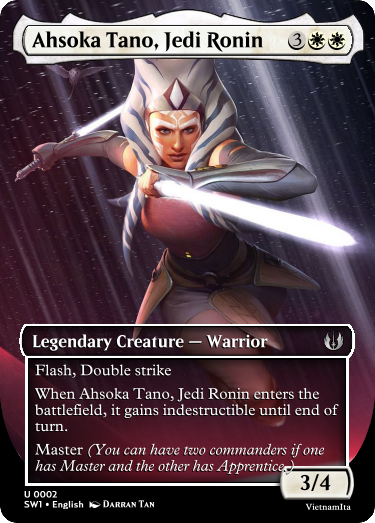 Ahsoka Tano, Jedi Ronin 3
Legendary Creature — Warrior
Flash, Double strike
When Ahsoka Tano, Jedi Ronin enters the
battlefield, it gains indestructible until end of
turn.
Master (You can have two commanders if one
has Master and the other has Apprentice.)
3/4
U 0002
SW1 • English Darran Tan
VietnamIta